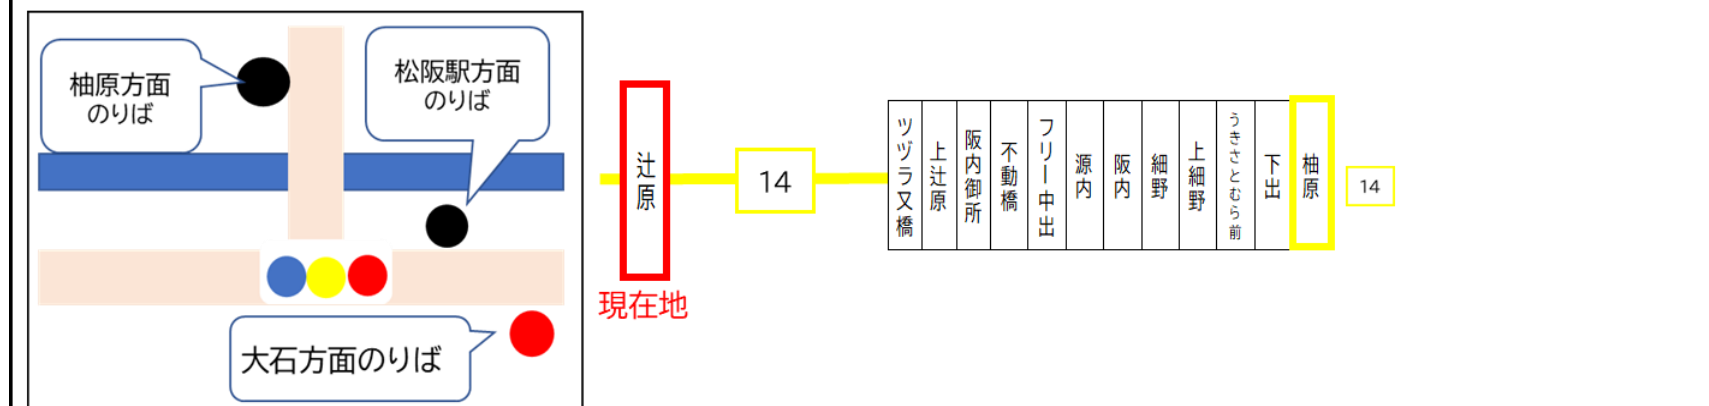 柚原方面
のりば
松阪駅方面
のりば
大石方面のりば
辻原
現在地
14
ツヅラ又橋
上辻原
阪内御所
不動橋
フリー中出
源内
阪内
細野
上細野
うきさとむら前
下出
柚原
14